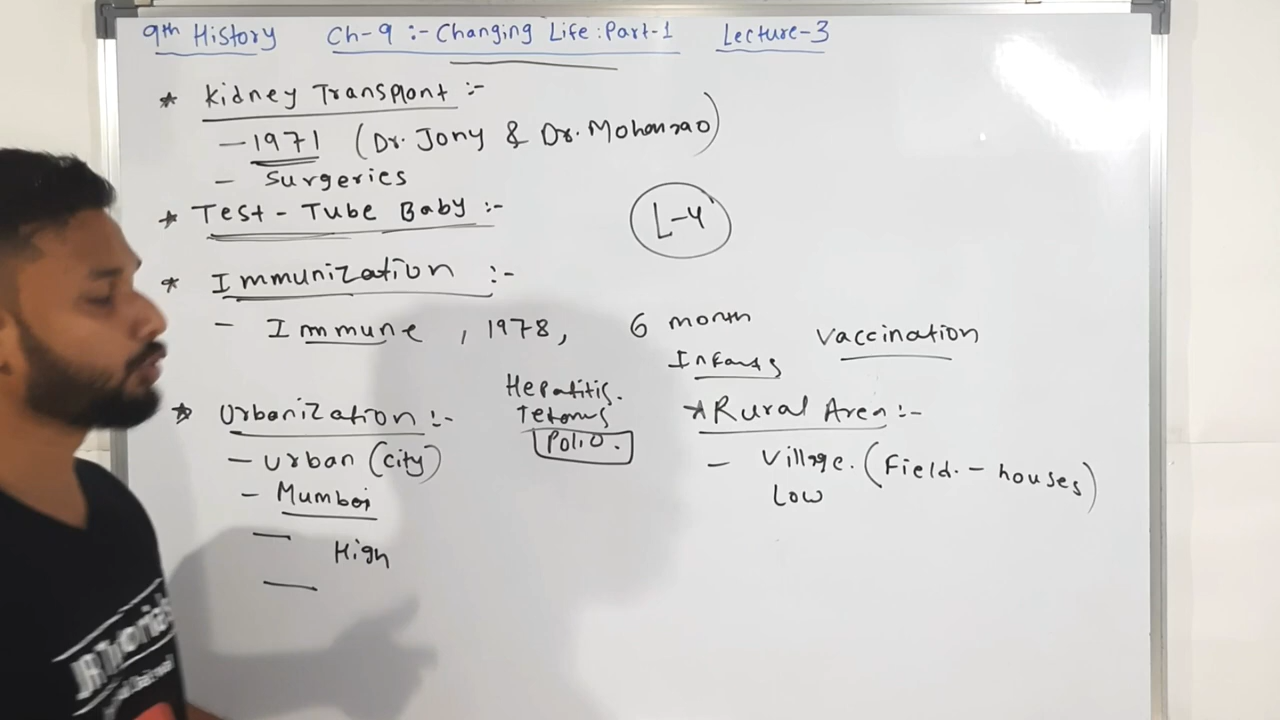 9th History Ch-9 :- Changing Life : Part-1 Lecture-3
* Kidney Transplant :-
- 1971 (Dr. Jony & Dr. Mohanrao)
- Surgeries
* Test-Tube Baby :-
L-4
* Immunization :-
- Immune , 1978, 6 month
Infants
Vaccination
Hepatitis.
Tetanus
Polio.
* Urbanization :-
- Urban (city)
- Mumbai
High
* Rural Area :-
- Village. (Field. - houses)
Low
JR Tutorials